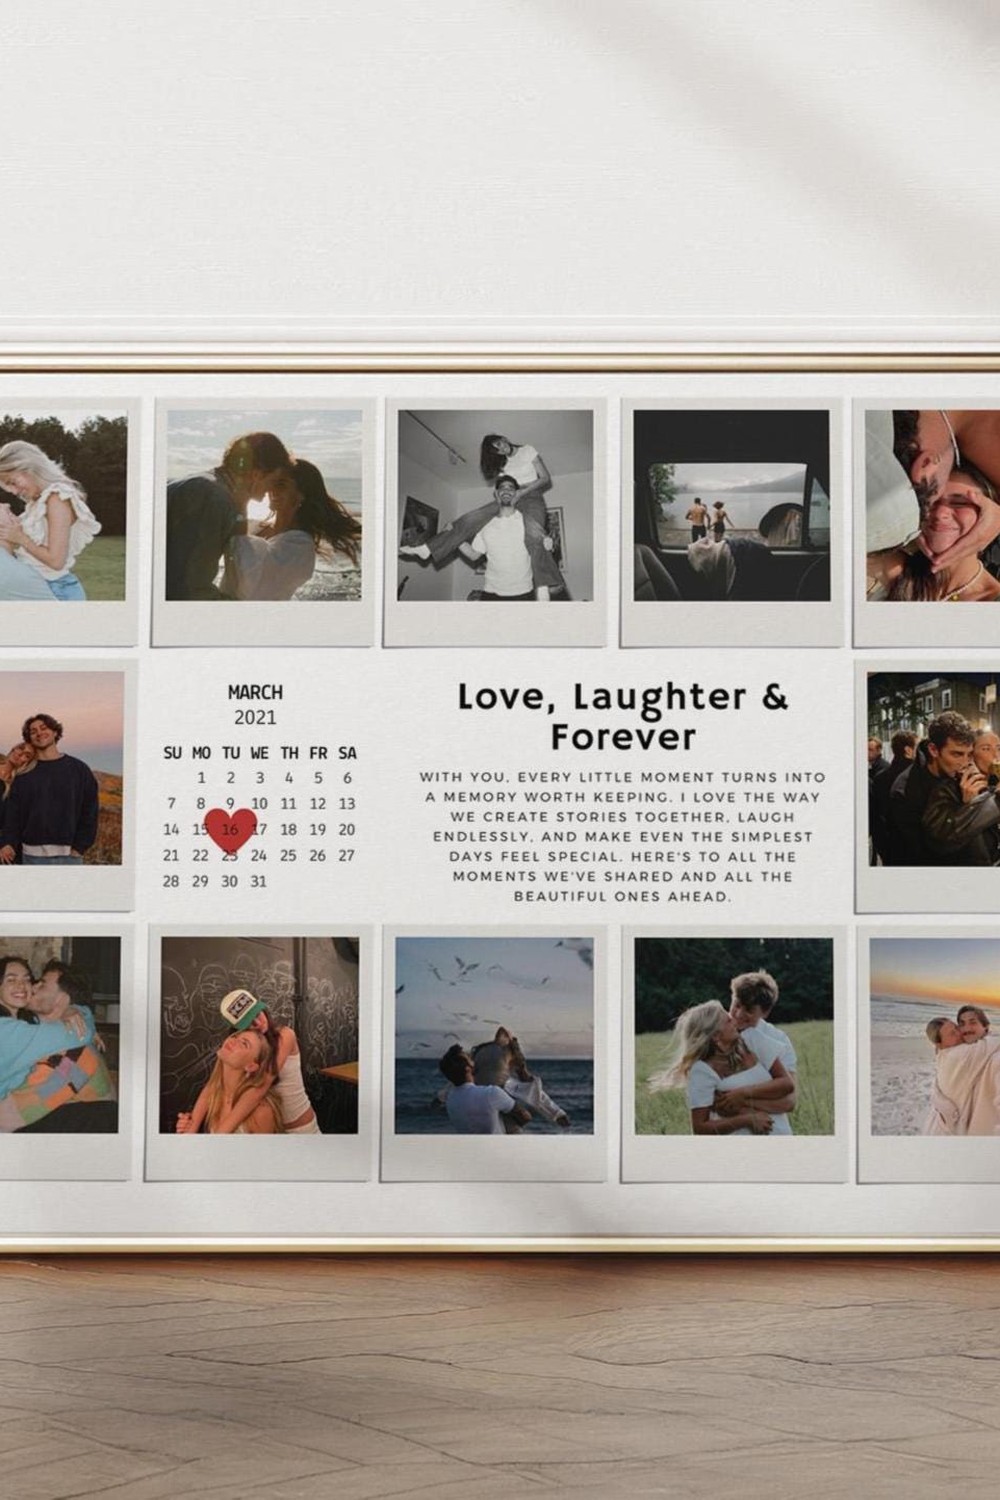 MARCH
2021
SU MO TU WE TH FR SA
1 2 3 4 5 6
7 8 9 10 11 12 13
14 15 16 17 18 19 20
21 22 23 24 25 26 27
28 29 30 31
Love, Laughter &
Forever
WITH YOU, EVERY LITTLE MOMENT TURNS INTO
A MEMORY WORTH KEEPING. I LOVE THE WAY
WE CREATE STORIES TOGETHER, LAUGH
ENDLESSLY, AND MAKE EVEN THE SIMPLEST
DAYS FEEL SPECIAL. HERE'S TO ALL THE
MOMENTS WE'VE SHARED AND ALL THE
BEAUTIFUL ONES AHEAD.